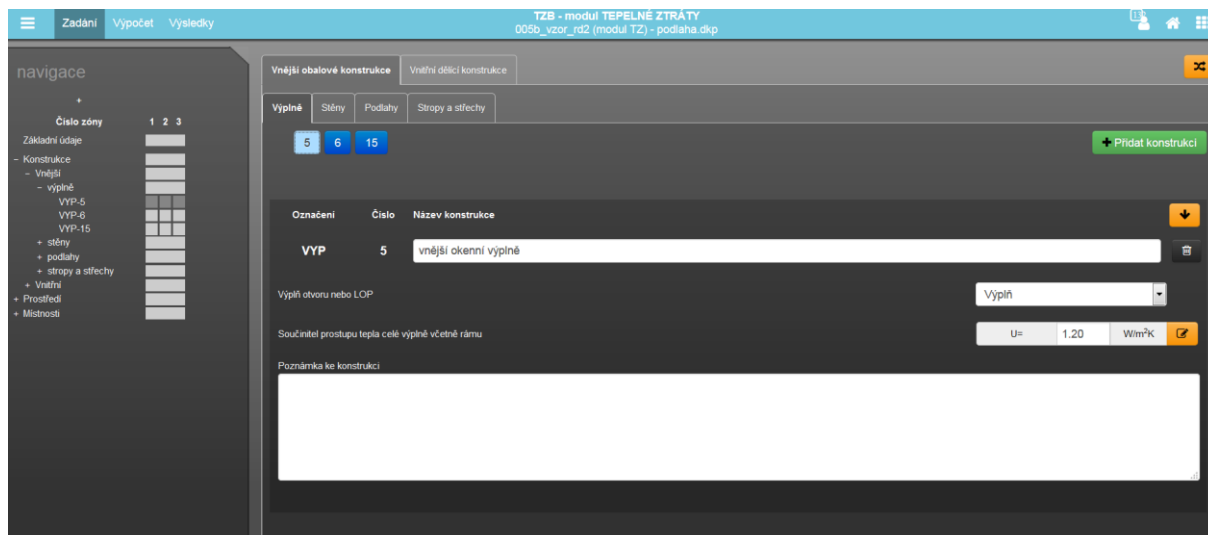 Zadání Výpočet Výsledky
TZB - modul TEPELNÉ ZTRÁTY
005b_vzor_rd2 (modul TZ) - podlaha.dkp
navigace
+
Číslo zóny 1 2 3
Základní údaje
− Konstrukce
− Vnější
− výplně
VYP-5
VYP-6
VYP-15
+ stěny
+ podlahy
+ stropy a střechy
+ Vnitřní
+ Prostředí
+ Místnosti
Vnější obalové konstrukce Vnitřní dělící konstrukce
Výplně Stěny Podlahy Stropy a střechy
5 6 15
+ Přidat konstrukci
Označení Číslo Název konstrukce
VYP 5 vnější okenní výplně
Výplň otvoru nebo LOP Výplň
Součinitel prostupu tepla celé výplně včetně rámu U= 1.20 W/m²K
Poznámka ke konstrukci